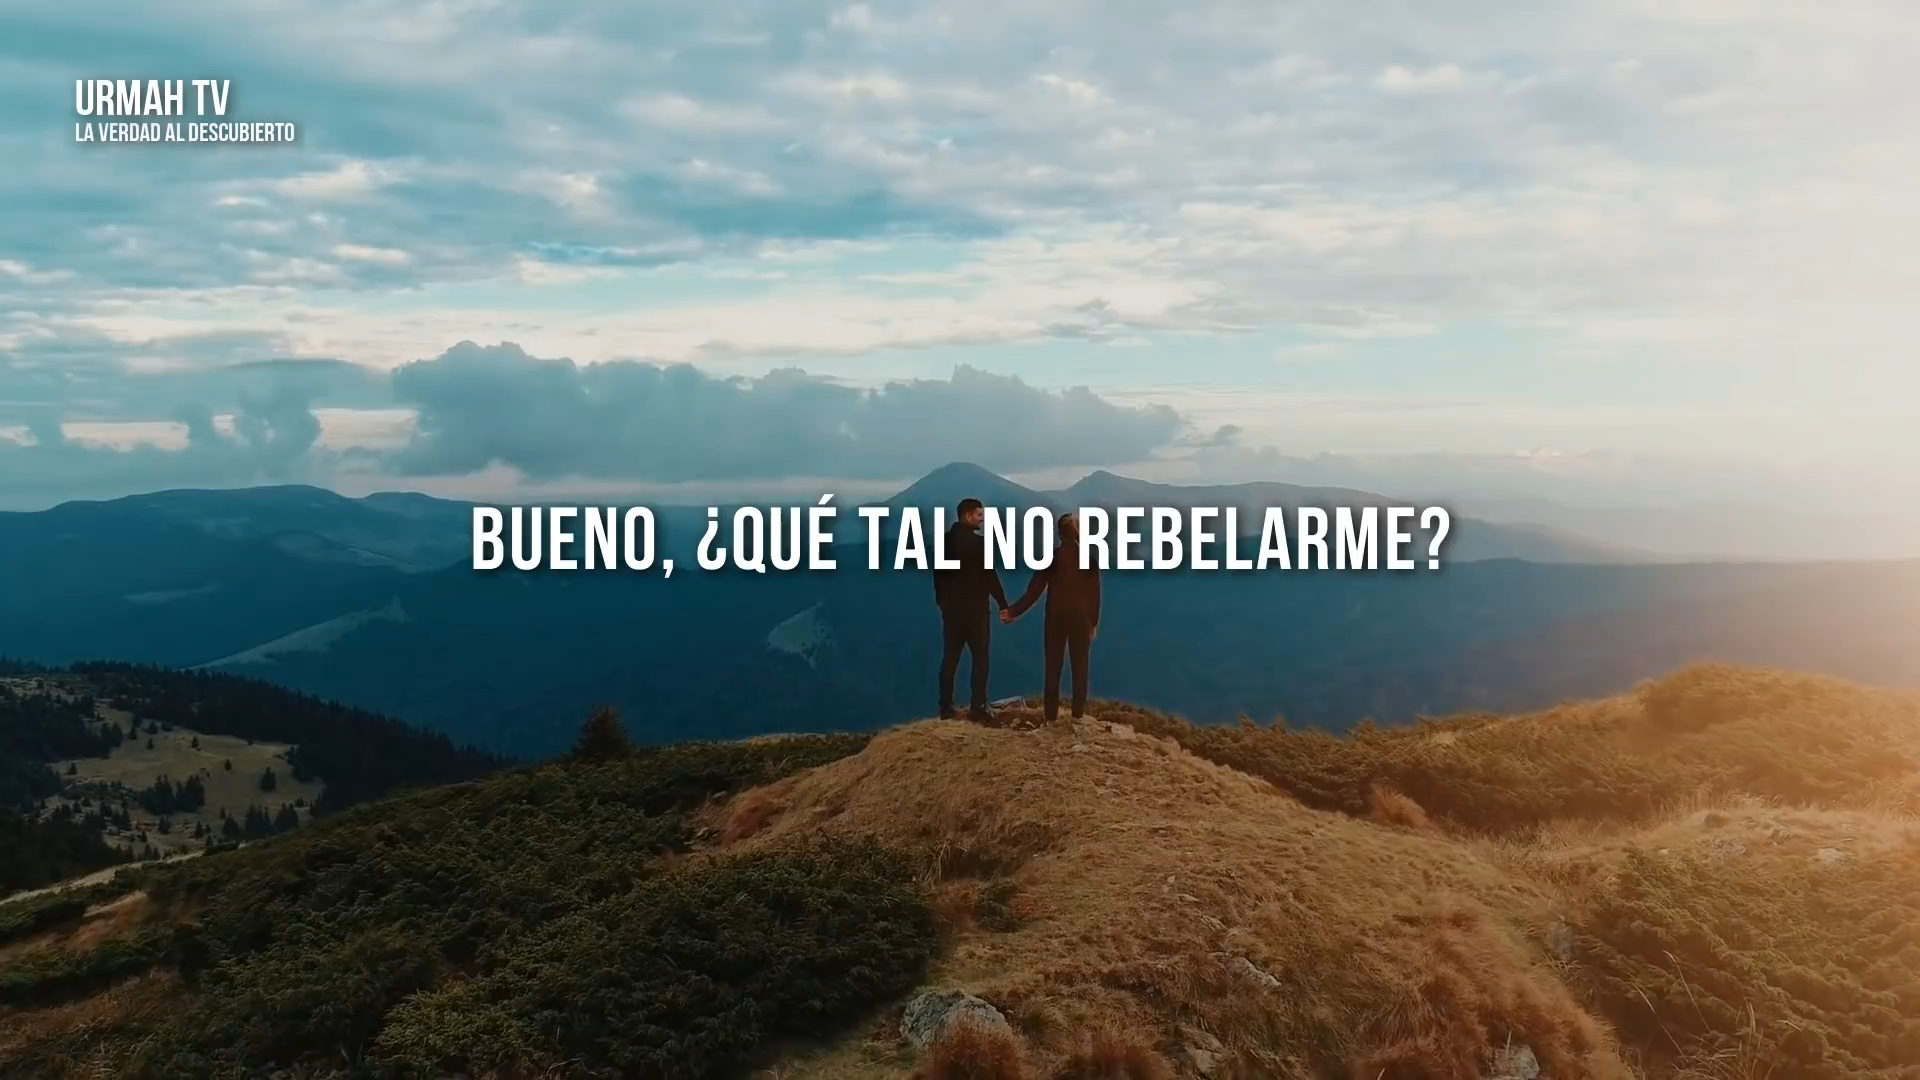 URMAH TV
LA VERDAD AL DESCUBIERTO
BUENO, ¿QUÉ TAL NO REBELARME?